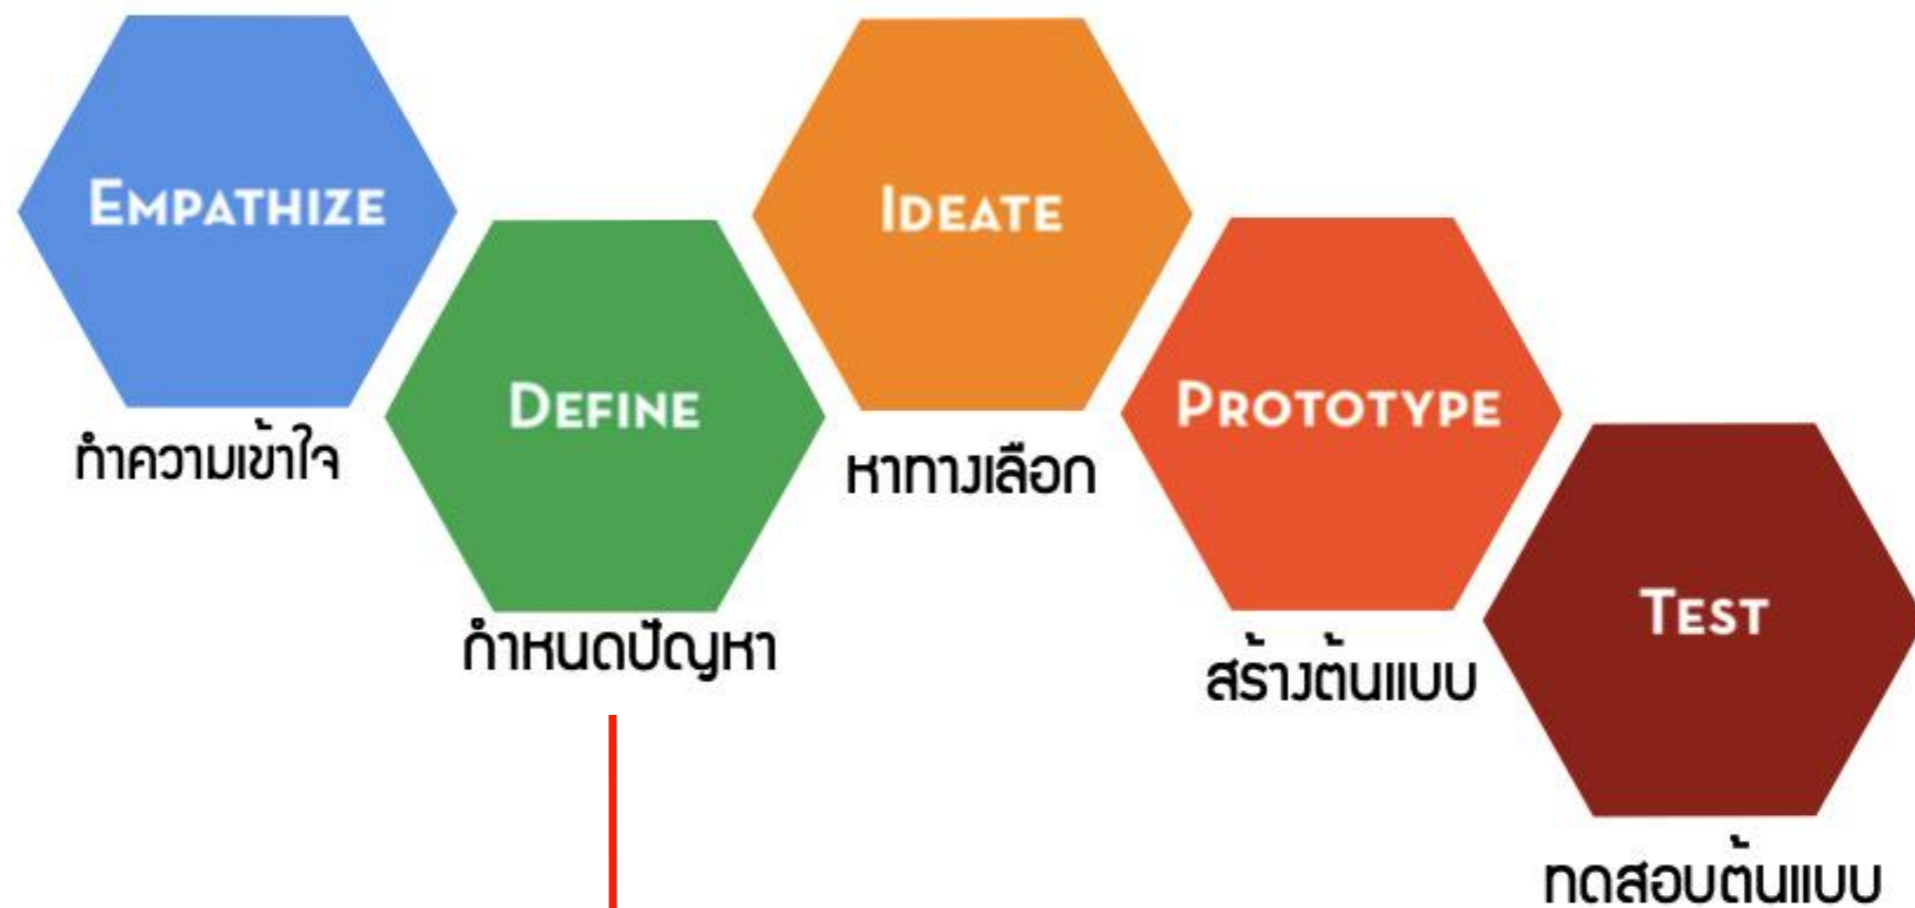 EMPATHIZE
ทำความเข้าใจ
DEFINE
กำหนดปัญหา
IDEATE
หาทางเลือก
PROTOTYPE
สร้างต้นแบบ
TEST
ทดสอบต้นแบบ